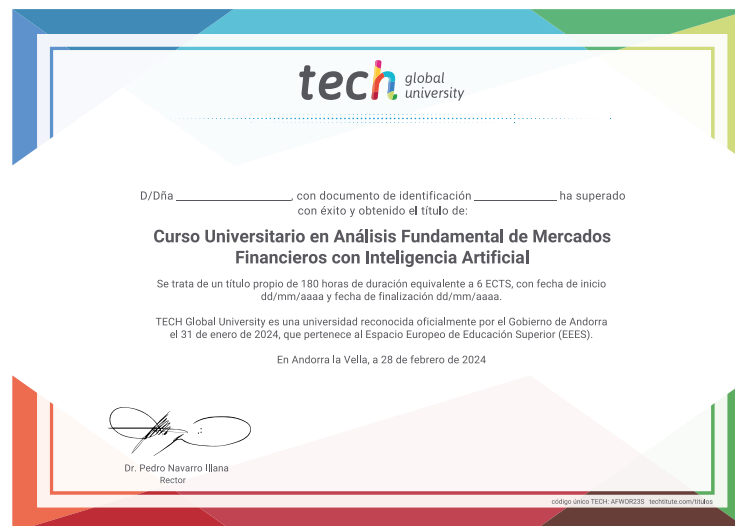 tech global university
D/Dña ____________________, con documento de identificación ______________ ha superado
con éxito y obtenido el título de:
Curso Universitario en Análisis Fundamental de Mercados
Financieros con Inteligencia Artificial
Se trata de un título propio de 180 horas de duración equivalente a 6 ECTS, con fecha de inicio
dd/mm/aaaa y fecha de finalización dd/mm/aaaa.
TECH Global University es una universidad reconocida oficialmente por el Gobierno de Andorra
el 31 de enero de 2024, que pertenece al Espacio Europeo de Educación Superior (EEES).
En Andorra la Vella, a 28 de febrero de 2024
Dr. Pedro Navarro Illana
Rector
código único TECH: AFWOR23S techtitute.com/titulos